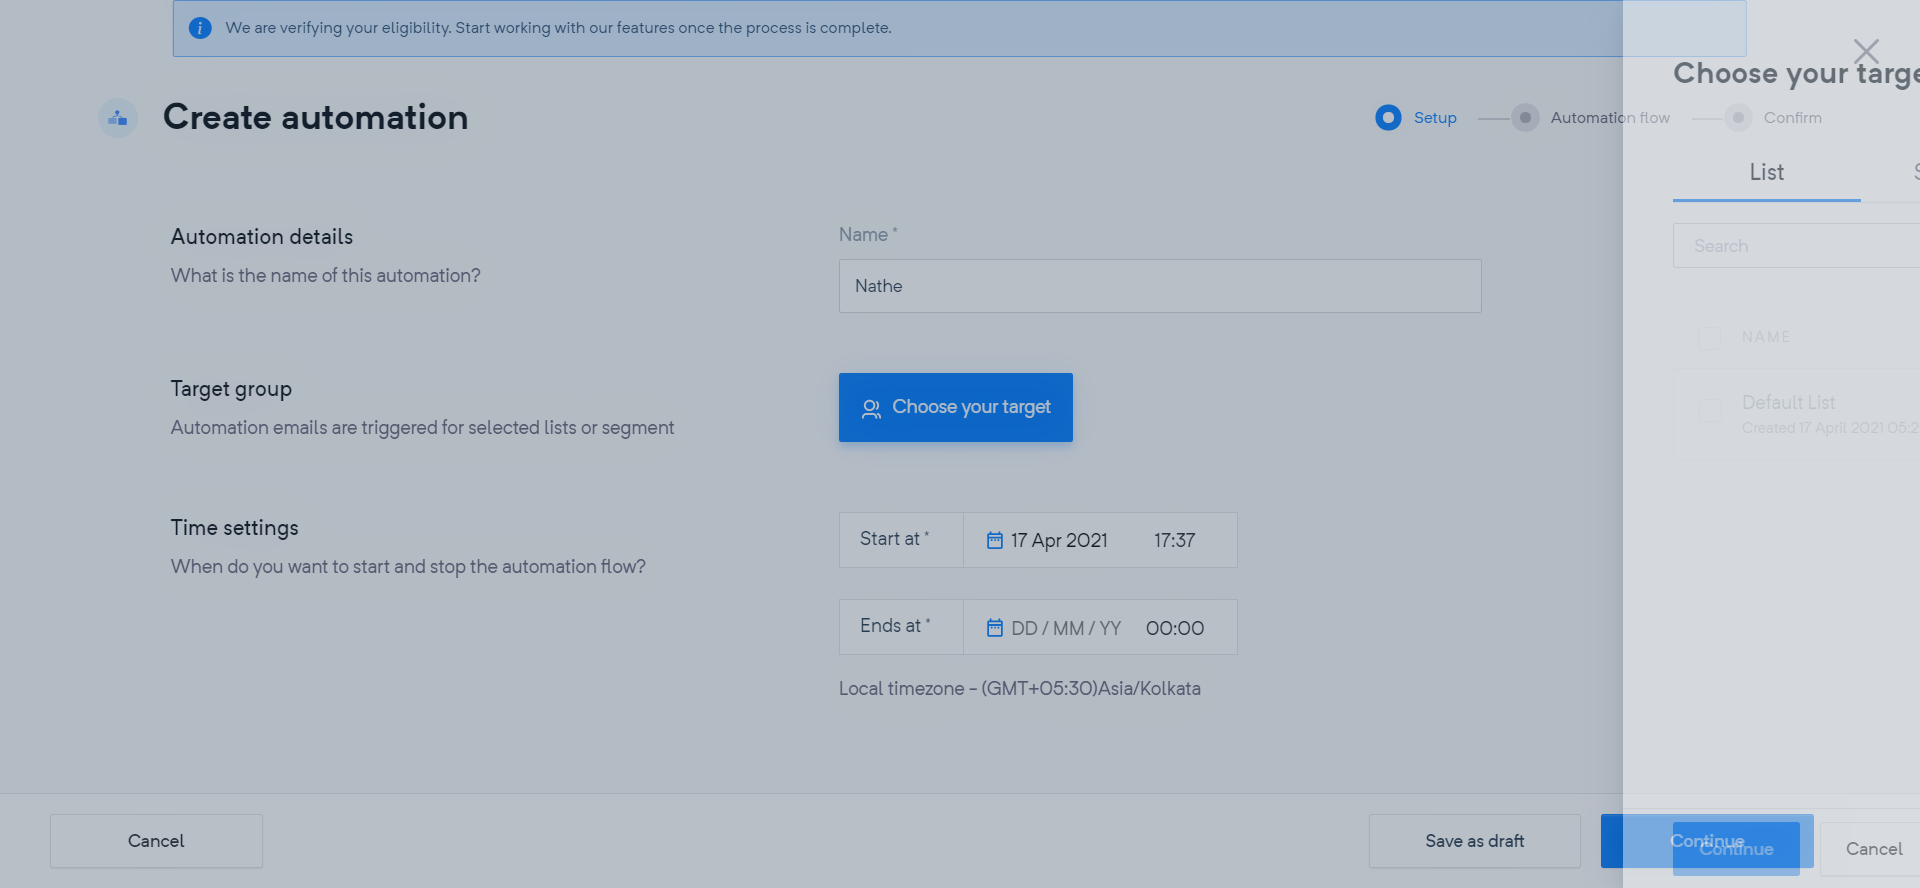 We are verifying your eligibility. Start working with our features once the process is complete.
Create automation
Setup
Automation flow
Confirm
Automation details
What is the name of this automation?
Name *
Nathe
Target group
Automation emails are triggered for selected lists or segment
Choose your target
Time settings
When do you want to start and stop the automation flow?
Start at *
17 Apr 2021
17:37
Ends at *
DD / MM / YY
00:00
Local timezone - (GMT+05:30)Asia/Kolkata
Cancel
Save as draft
Continue
Choose your targe
List
S
Search
NAME
Default List
Created 17 April 2021 05:2
Continue
Cancel